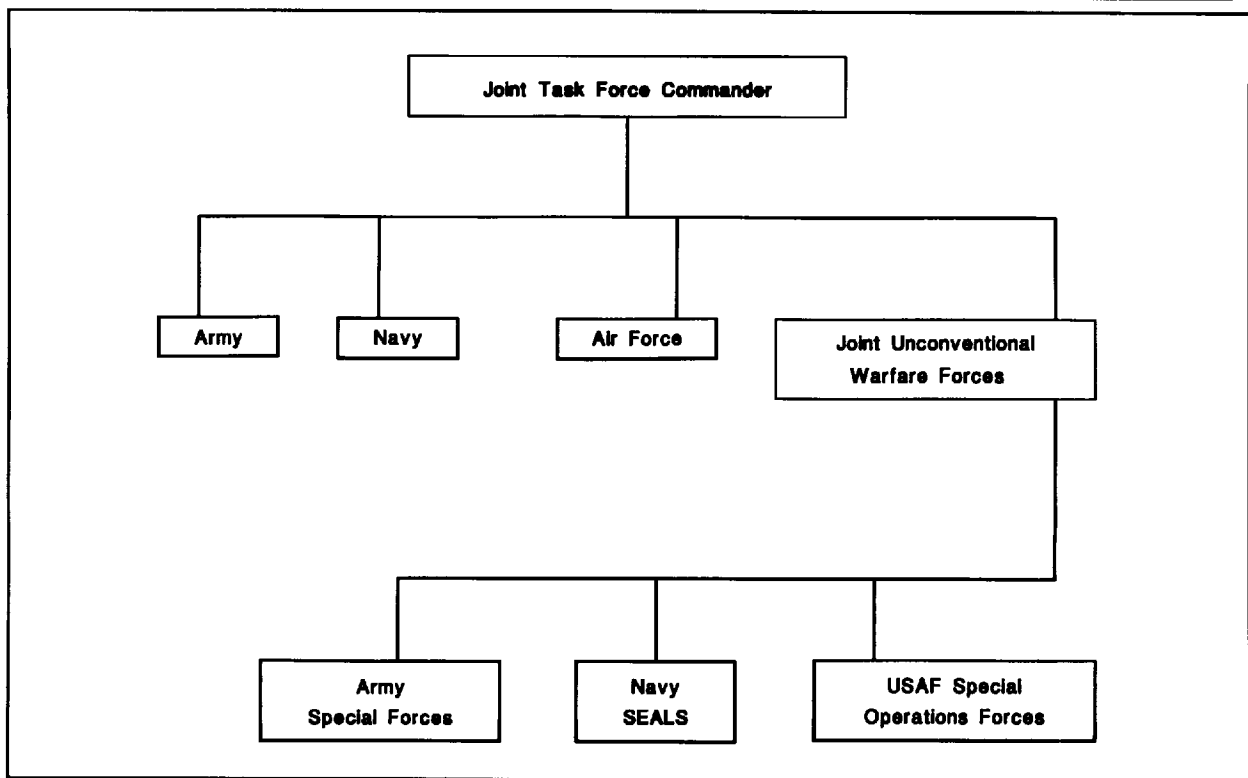 Joint Task Force Commander
Army
Navy
Air Force
Joint Unconventional
Warfare Forces
Army
Special Forces
Navy
SEALS
USAF Special
Operations Forces